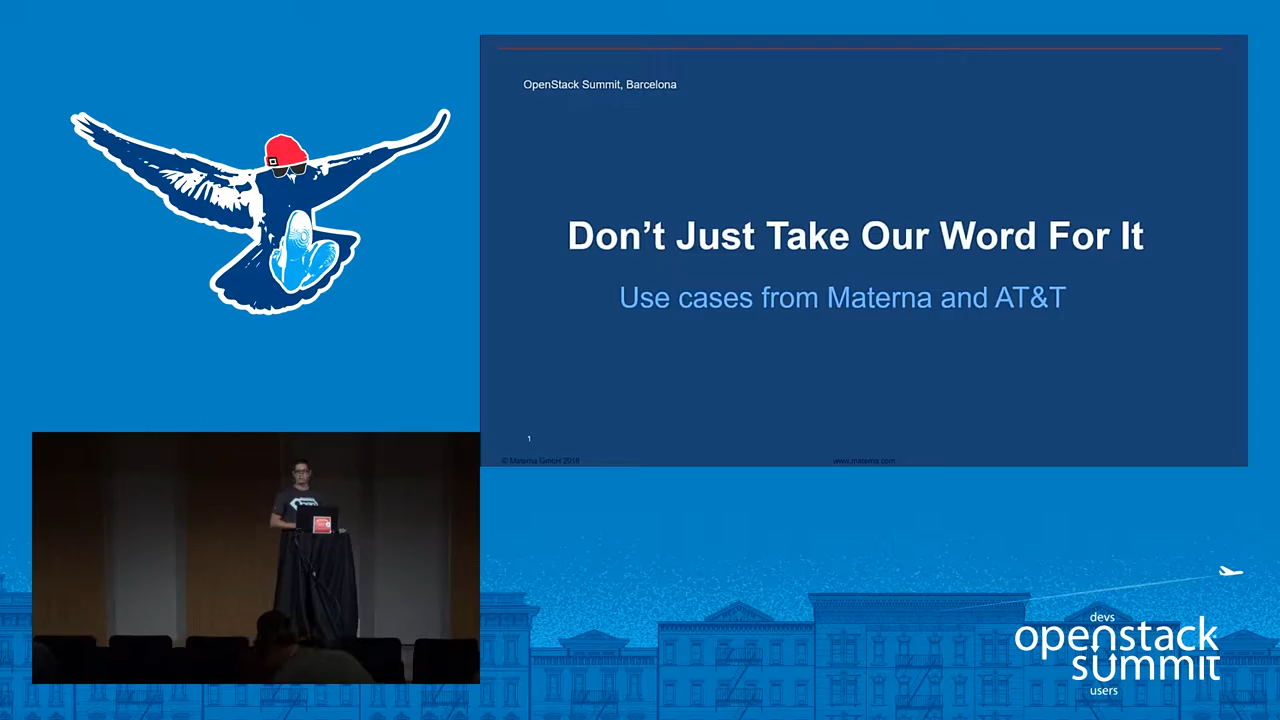 OpenStack Summit, Barcelona
Don’t Just Take Our Word For It
Use cases from Materna and AT&T
1
© Materna GmbH 2016
www.materna.com
devs
openstack
summit
users